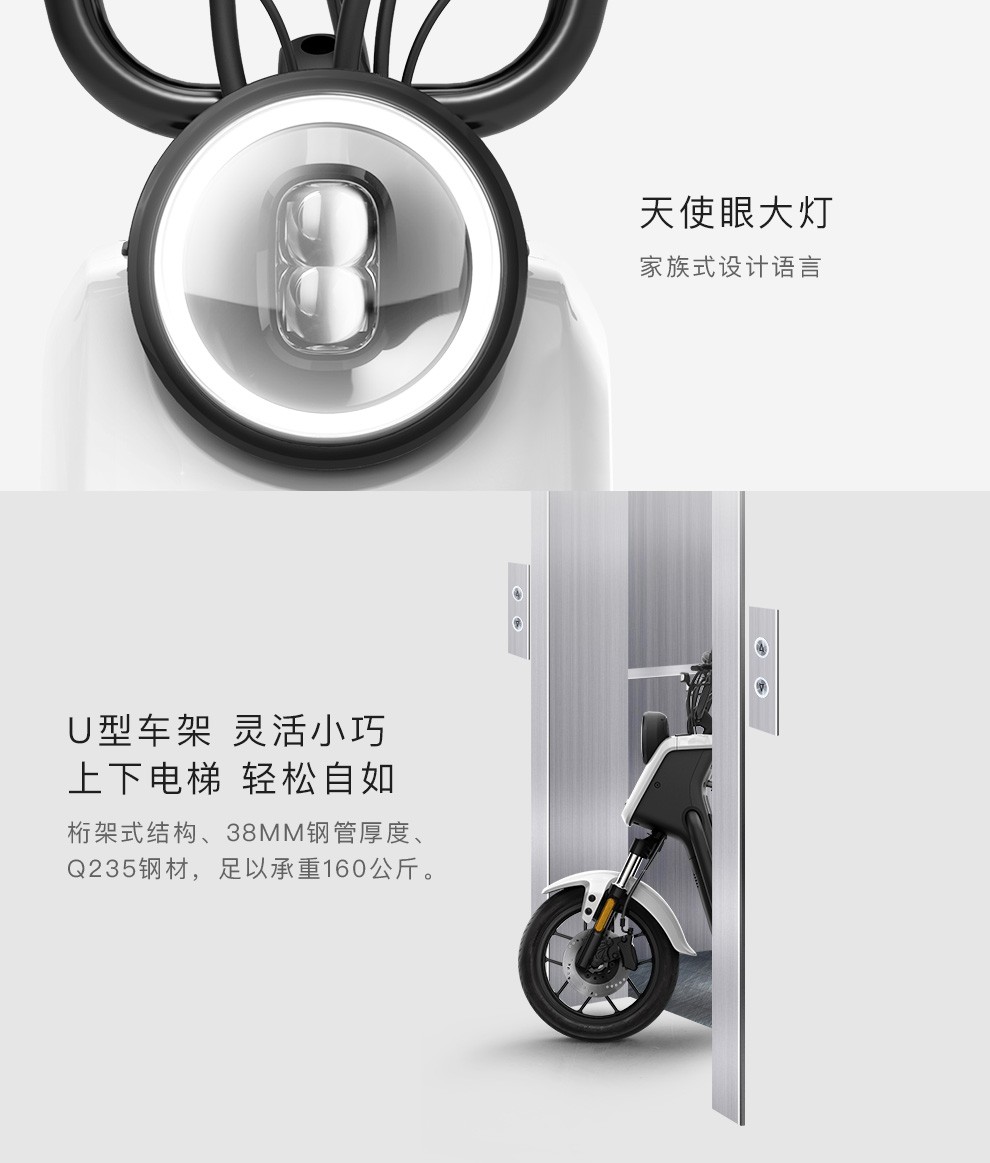 天使眼大灯
家族式设计语言
U型车架 灵活小巧
上下电梯 轻松自如
桁架式结构、38MM钢管厚度、
Q235钢材，足以承重160公斤。